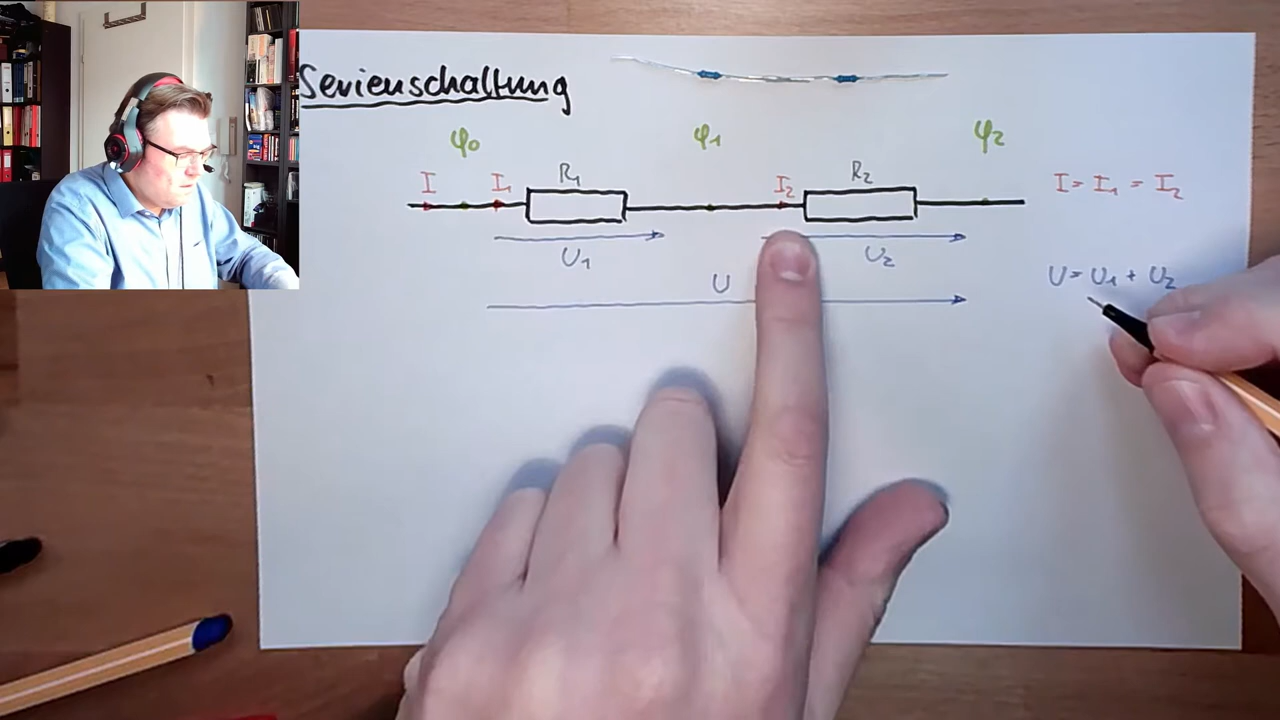 Serienschaltung
φ0 φ1 φ2
I I1 R1 I2 R2 I = I1 = I2
U1 U2
U U = U1 + U2